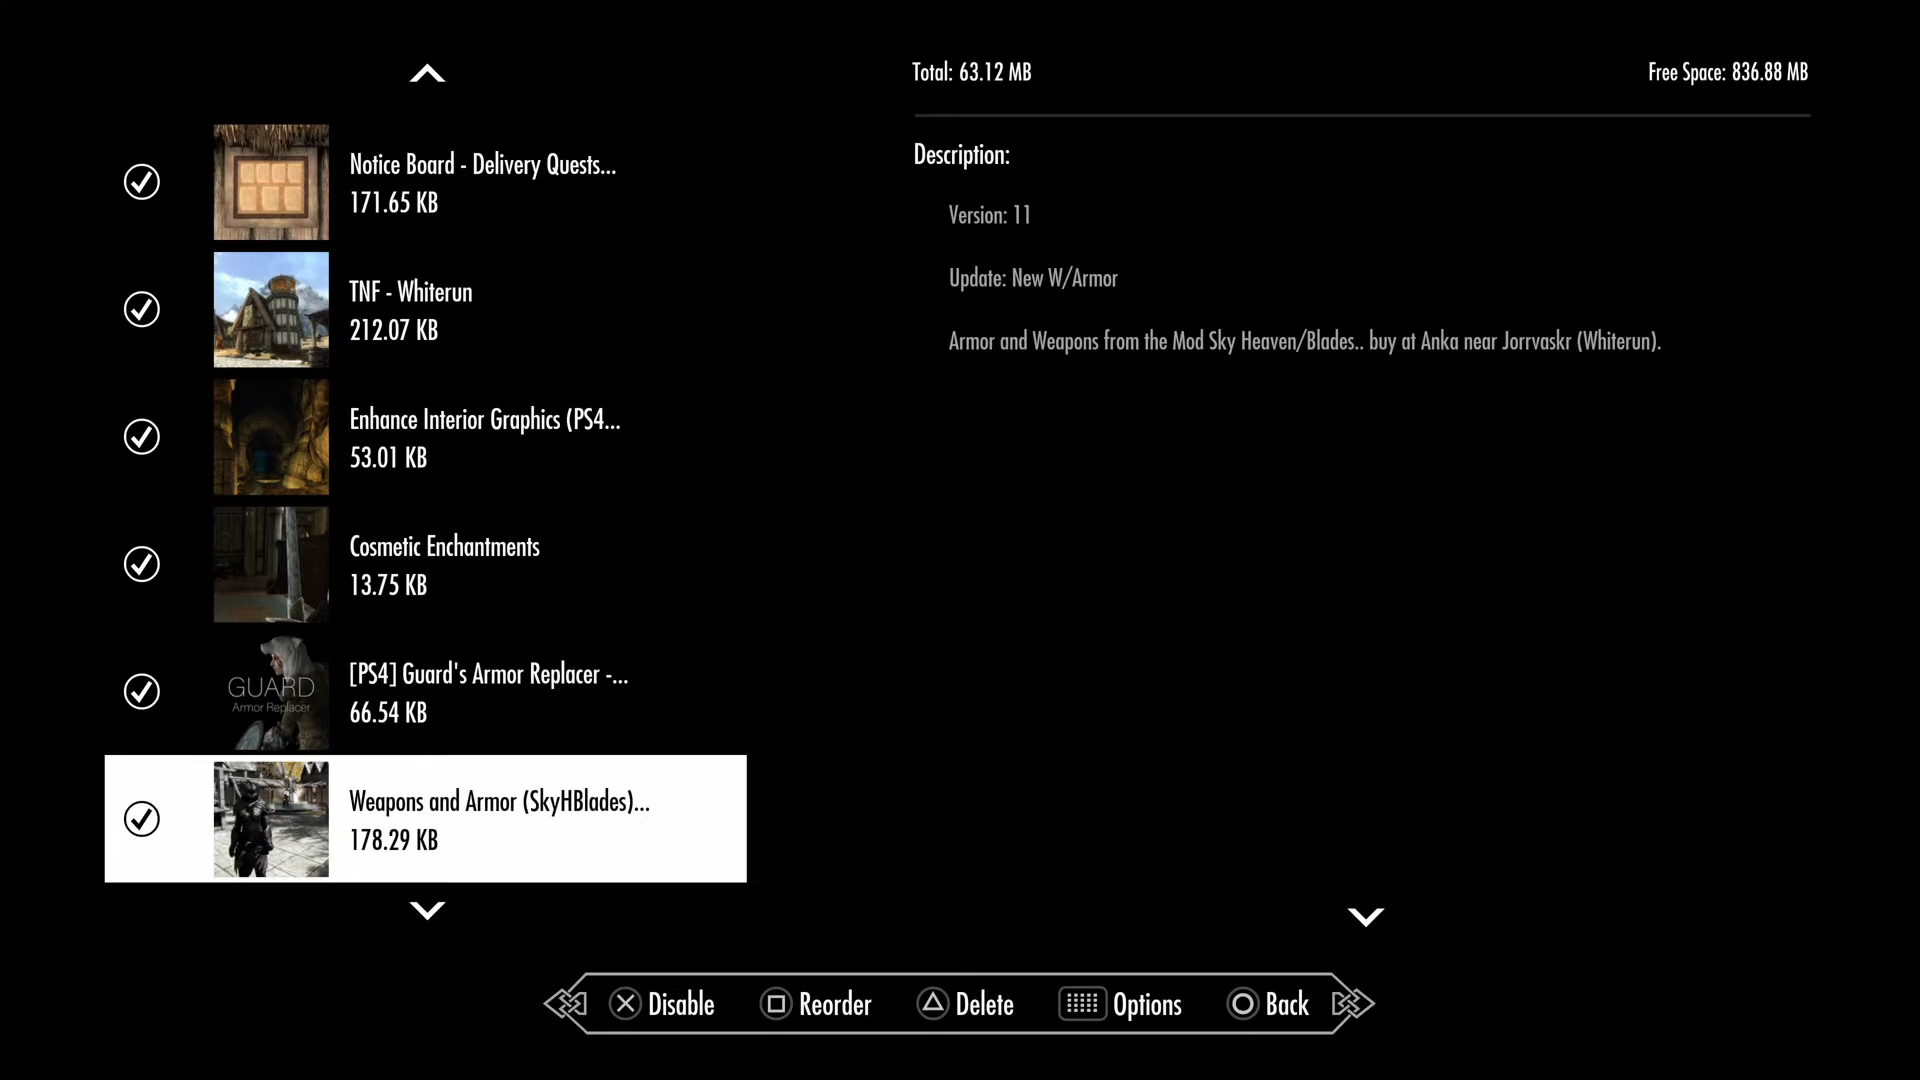 Total: 63.12 MB
Free Space: 836.88 MB
Notice Board - Delivery Quests...
171.65 KB
TNF - Whiterun
212.07 KB
Enhance Interior Graphics (PS4...
53.01 KB
Cosmetic Enchantments
13.75 KB
GUARD
Armor Replacer
[PS4] Guard's Armor Replacer -...
66.54 KB
Weapons and Armor (SkyHBlades)...
178.29 KB
Description:
Version: 11
Update: New W/Armor
Armor and Weapons from the Mod Sky Heaven/Blades.. buy at Anka near Jorrvaskr (Whiterun).
Disable Reorder Delete Options Back